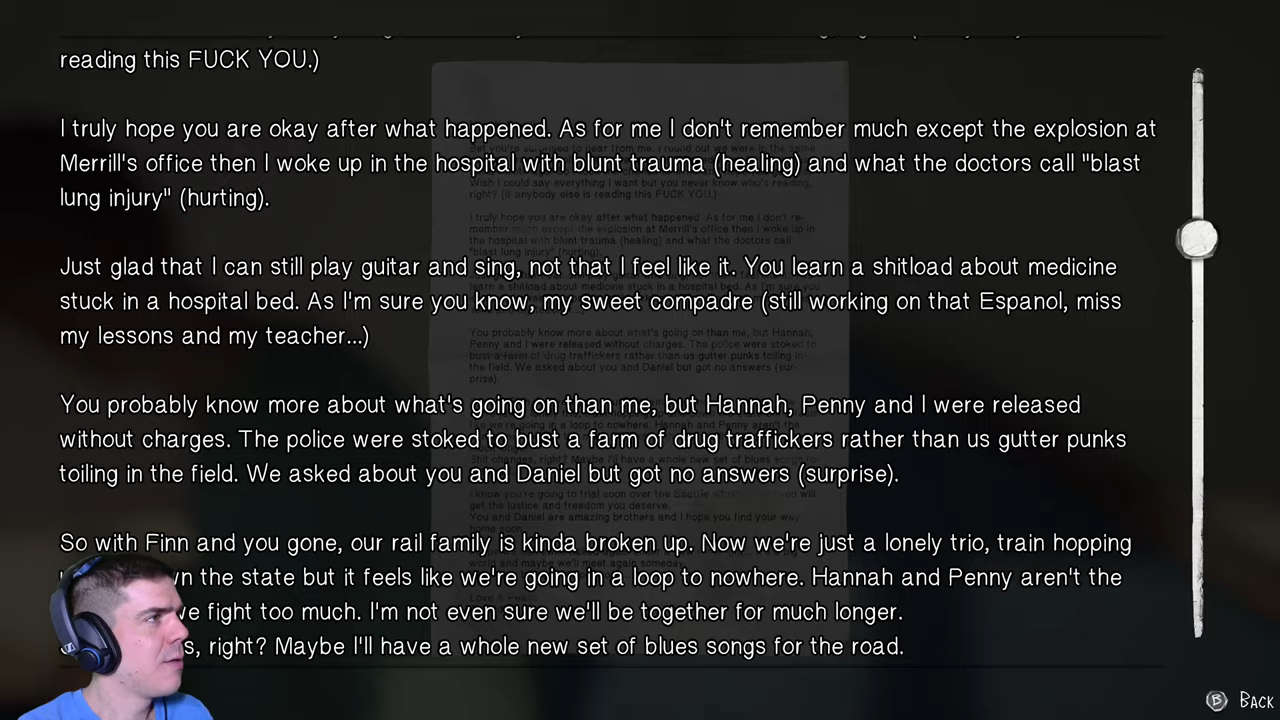 reading this FUCK YOU.)
I truly hope you are okay after what happened. As for me I don't remember much except the explosion at
Merrill's office then I woke up in the hospital with blunt trauma (healing) and what the doctors call "blast
lung injury" (hurting).
Just glad that I can still play guitar and sing, not that I feel like it. You learn a shitload about medicine
stuck in a hospital bed. As I'm sure you know, my sweet compadre (still working on that Espanol, miss
my lessons and my teacher...)
You probably know more about what's going on than me, but Hannah, Penny and I were released
without charges. The police were stoked to bust a farm of drug traffickers rather than us gutter punks
toiling in the field. We asked about you and Daniel but got no answers (surprise).
So with Finn and you gone, our rail family is kinda broken up. Now we're just a lonely trio, train hopping
the state but it feels like we're going in a loop to nowhere. Hannah and Penny aren't the
fight too much. I'm not even sure we'll be together for much longer.
right? Maybe I'll have a whole new set of blues songs for the road.
B Back